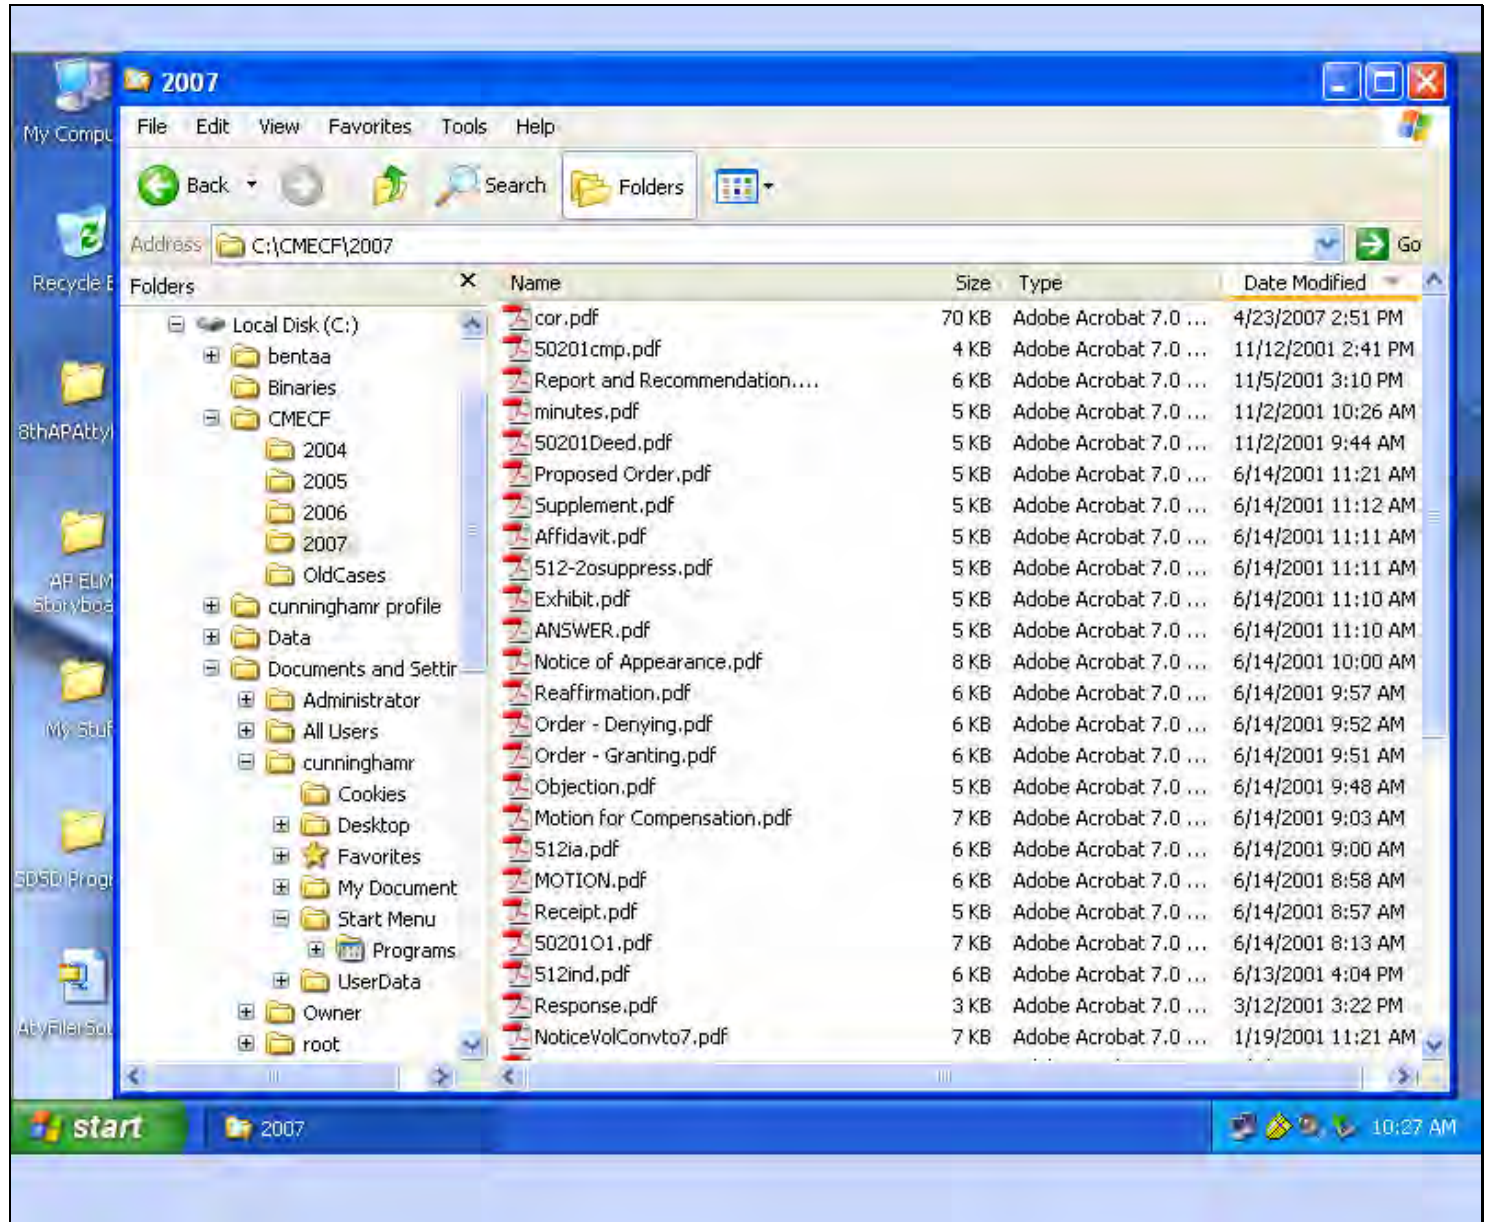 2007
File Edit View Favorites Tools Help
Back Search Folders
Address C:\CMECF\2007 Go
Folders
Name Size Type Date Modified
My Compu
Recycle B
8thAPAtty
AP ELM
Storyboa
My Stuf
SDSD Progr
Local Disk (C:)
bentaa
Binaries
CMECF
2004
2005
2006
2007
OldCases
cunninghamr profile
Data
Documents and Settin
Administrator
All Users
cunninghamr
Cookies
Desktop
Favorites
My Document
Start Menu
Programs
UserData
Owner
root
cor.pdf 70 KB Adobe Acrobat 7.0 ... 4/23/2007 2:51 PM
50201cmp.pdf 4 KB Adobe Acrobat 7.0 ... 11/12/2001 2:41 PM
Report and Recommendation.... 6 KB Adobe Acrobat 7.0 ... 11/5/2001 3:10 PM
minutes.pdf 5 KB Adobe Acrobat 7.0 ... 11/2/2001 10:26 AM
50201Deed.pdf 5 KB Adobe Acrobat 7.0 ... 11/2/2001 9:44 AM
Proposed Order.pdf 5 KB Adobe Acrobat 7.0 ... 6/14/2001 11:21 AM
Supplement.pdf 5 KB Adobe Acrobat 7.0 ... 6/14/2001 11:12 AM
Affidavit.pdf 5 KB Adobe Acrobat 7.0 ... 6/14/2001 11:11 AM
512-2osuppress.pdf 5 KB Adobe Acrobat 7.0 ... 6/14/2001 11:11 AM
Exhibit.pdf 5 KB Adobe Acrobat 7.0 ... 6/14/2001 11:10 AM
ANSWER.pdf 5 KB Adobe Acrobat 7.0 ... 6/14/2001 11:10 AM
Notice of Appearance.pdf 8 KB Adobe Acrobat 7.0 ... 6/14/2001 10:00 AM
Reaffirmation.pdf 6 KB Adobe Acrobat 7.0 ... 6/14/2001 9:57 AM
Order - Denying.pdf 6 KB Adobe Acrobat 7.0 ... 6/14/2001 9:52 AM
Order - Granting.pdf 6 KB Adobe Acrobat 7.0 ... 6/14/2001 9:51 AM
Objection.pdf 5 KB Adobe Acrobat 7.0 ... 6/14/2001 9:48 AM
Motion for Compensation.pdf 7 KB Adobe Acrobat 7.0 ... 6/14/2001 9:03 AM
512ia.pdf 6 KB Adobe Acrobat 7.0 ... 6/14/2001 9:00 AM
MOTION.pdf 6 KB Adobe Acrobat 7.0 ... 6/14/2001 8:58 AM
Receipt.pdf 5 KB Adobe Acrobat 7.0 ... 6/14/2001 8:57 AM
50201O1.pdf 7 KB Adobe Acrobat 7.0 ... 6/14/2001 8:13 AM
512ind.pdf 6 KB Adobe Acrobat 7.0 ... 6/13/2001 4:04 PM
Response.pdf 3 KB Adobe Acrobat 7.0 ... 3/12/2001 3:22 PM
NoticeVolConvto7.pdf 7 KB Adobe Acrobat 7.0 ... 1/19/2001 11:21 AM
start 2007 10:27 AM